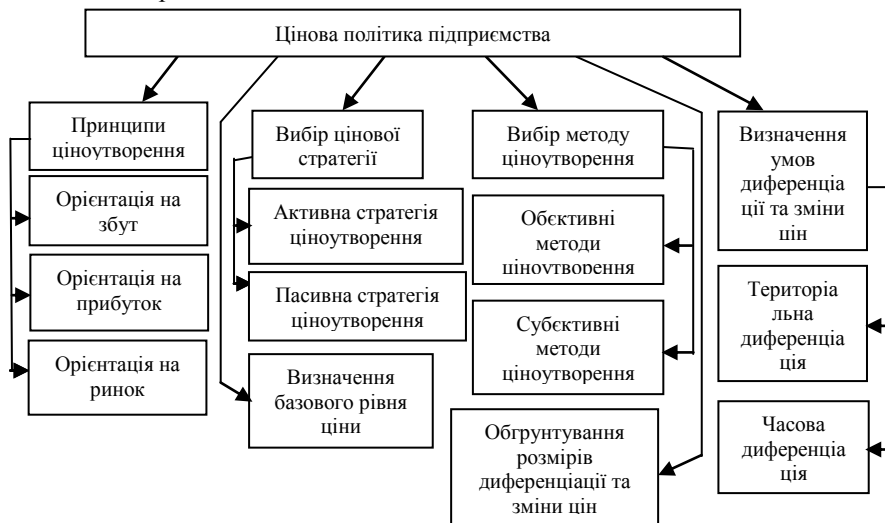 Цінова політика підприємства
Принципи
ціноутворення
Орієнтація на
збут
Орієнтація на
прибуток
Орієнтація на
ринок
Вибір цінової
стратегії
Активна стратегія
ціноутворення
Пасивна стратегія
ціноутворення
Визначення
базового рівня
ціни
Вибір методу
ціноутворення
Обєктивні
методи
ціноутворення
Субєктивні
методи
ціноутворення
Обгрунтування
розмірів
диференціації та
зміни цін
Визначення
умов
диференціа
ції та зміни
цін
Територіа
льна
диференціа
ція
Часова
диференціа
ція